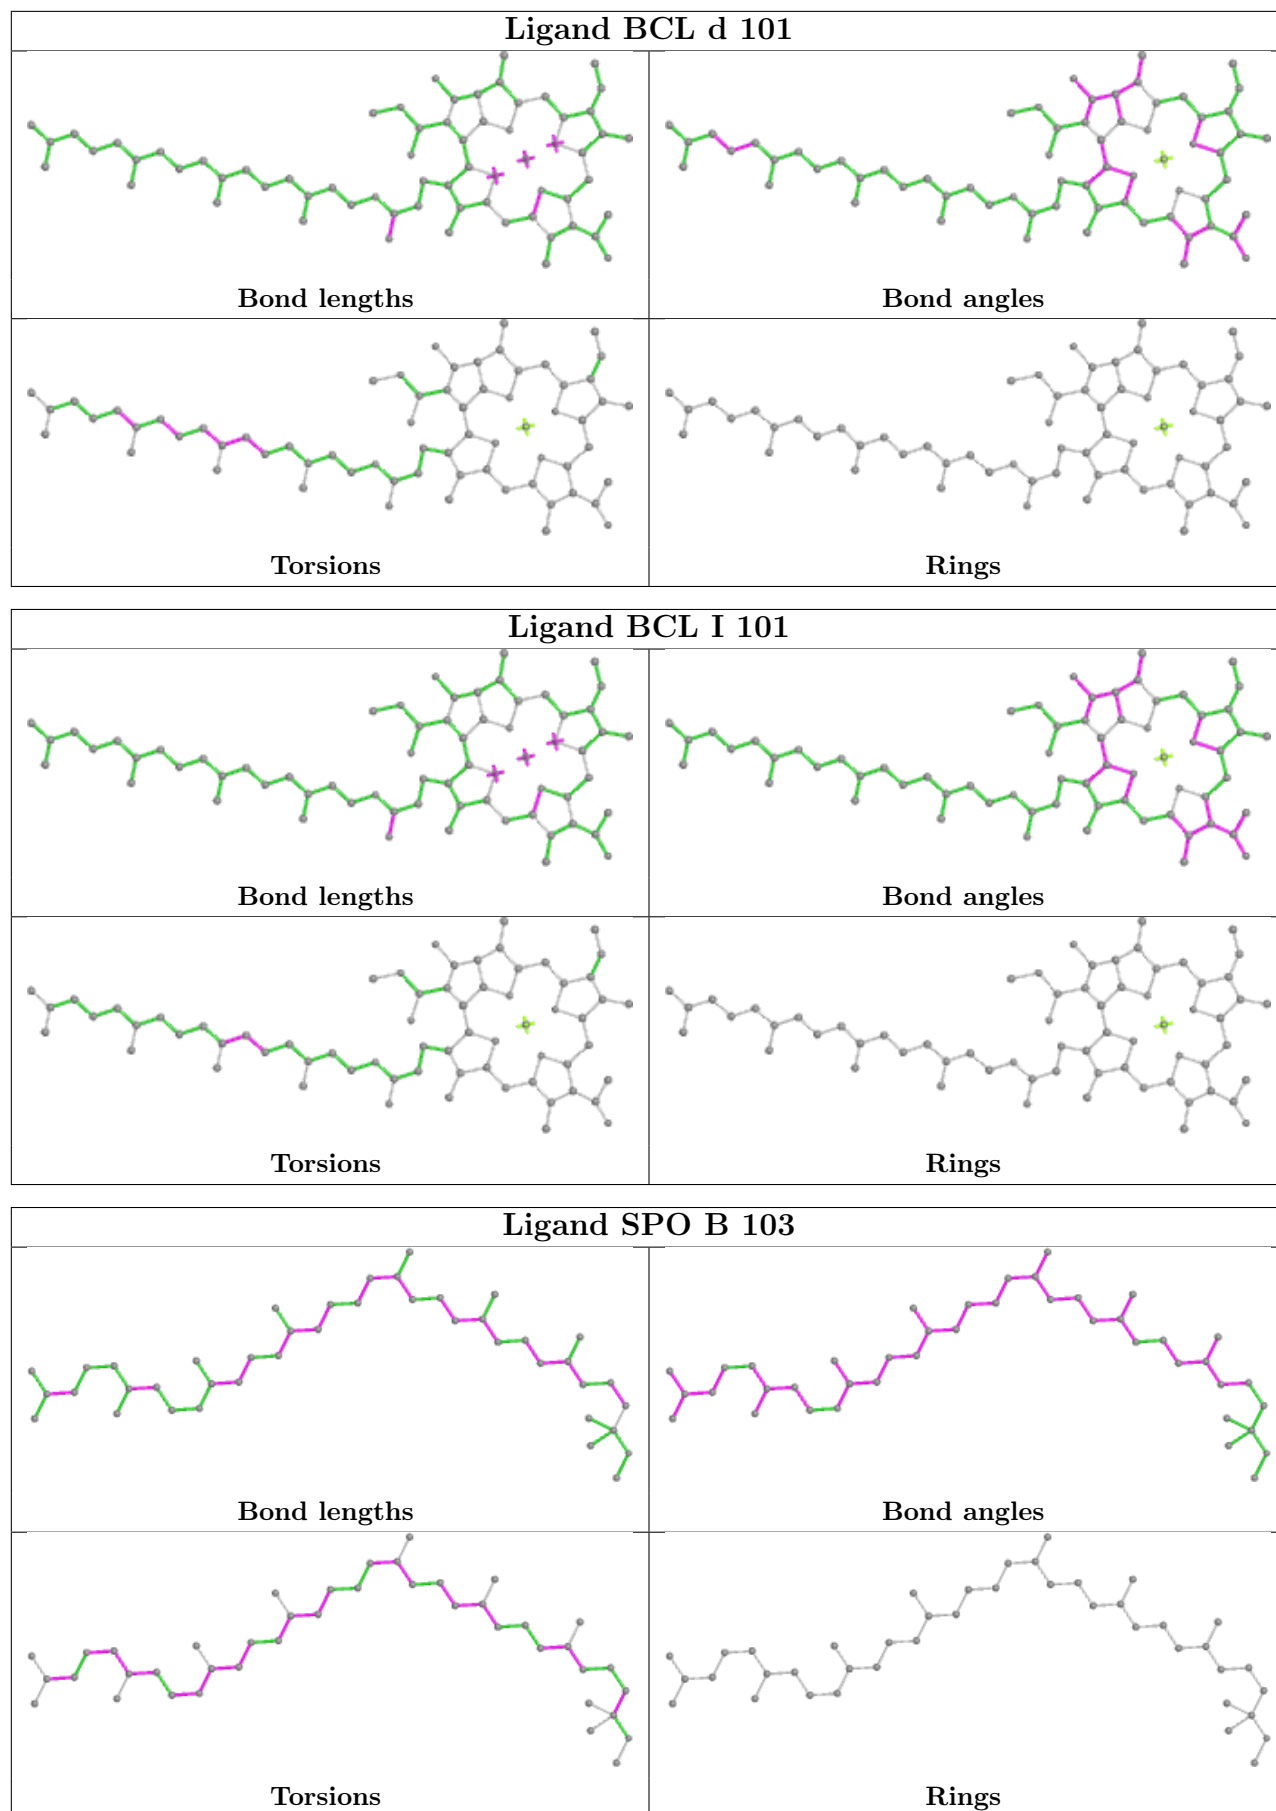 Ligand BCL d 101
Bond lengths
Bond angles
Torsions
Rings
Ligand BCL I 101
Bond lengths
Bond angles
Torsions
Rings
Ligand SPO B 103
Bond lengths
Bond angles
Torsions
Rings